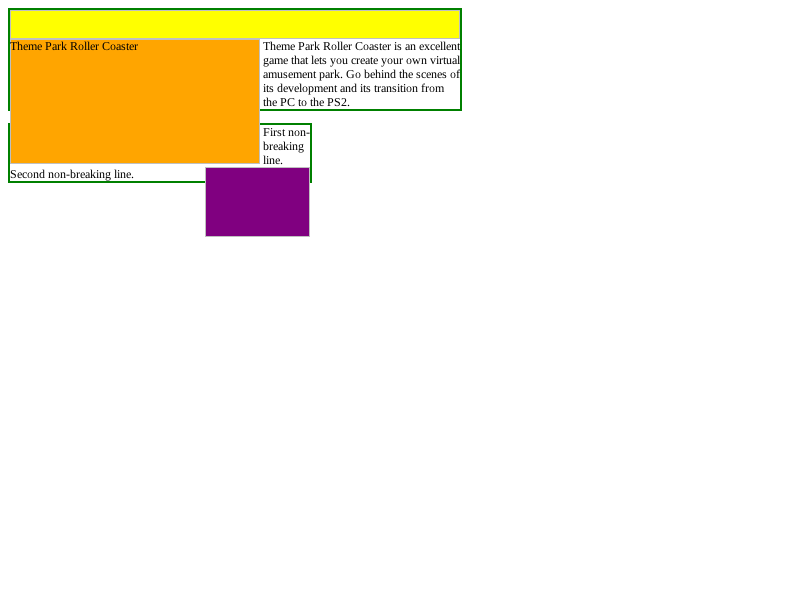 Theme Park Roller Coaster
Theme Park Roller Coaster is an excellent
game that lets you create your own virtual
amusement park. Go behind the scenes of
its development and its transition from
the PC to the PS2.
First non-
breaking
line.
Second non-breaking line.